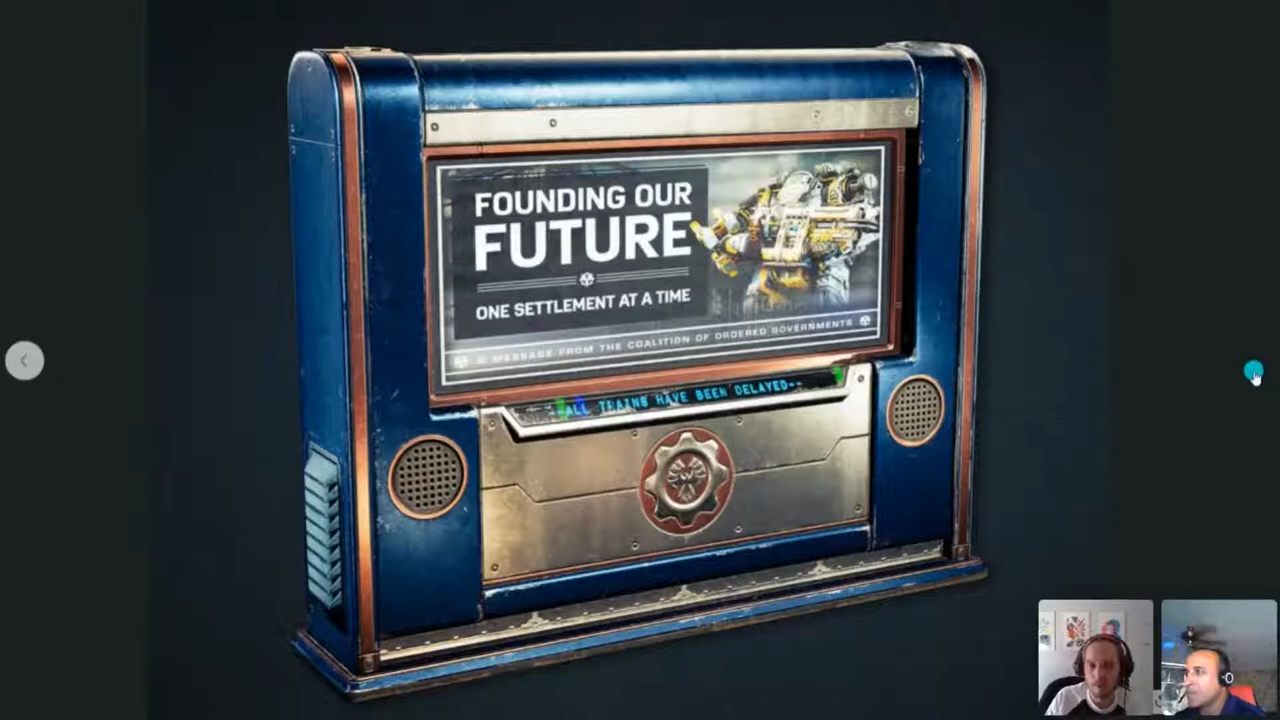 FOUNDING OUR
FUTURE
ONE SETTLEMENT AT A TIME
A MESSAGE FROM THE COALITION OF ORDERED GOVERNMENTS
ALL TRAINS HAVE BEEN DELAYED--